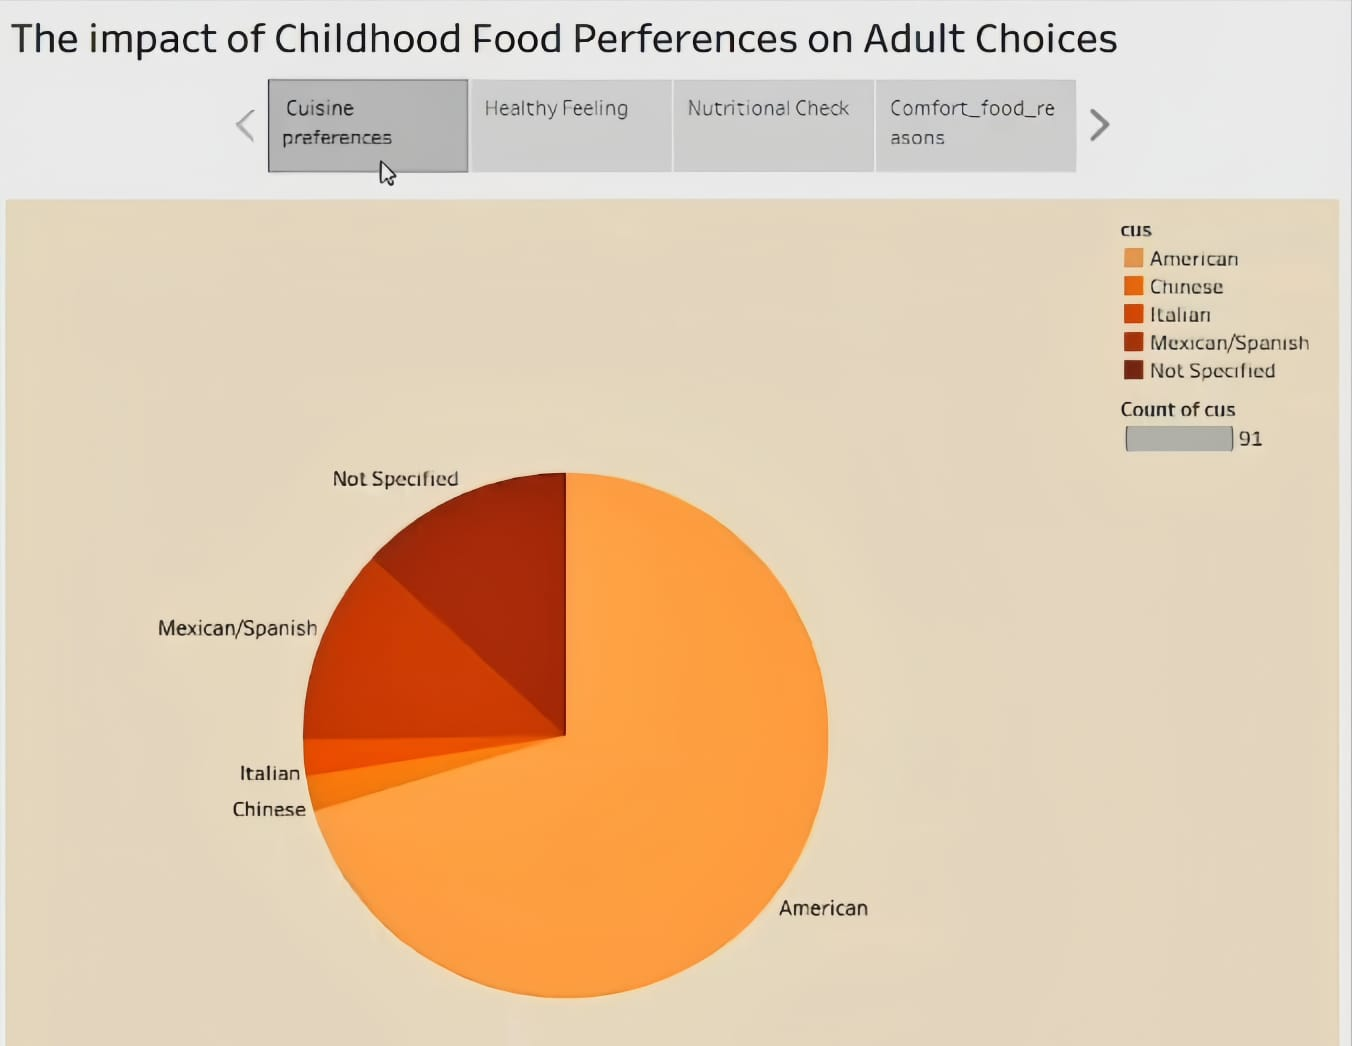 The impact of Childhood Food Perferences on Adult Choices
Cuisine
preferences
Healthy Feeling
Nutritional Check
Comfort_food_re
asons
cus
American
Chinese
Italian
Mexican/Spanish
Not Specified
Count of cus
91
Not Specified
Mexican/Spanish
Italian
Chinese
American